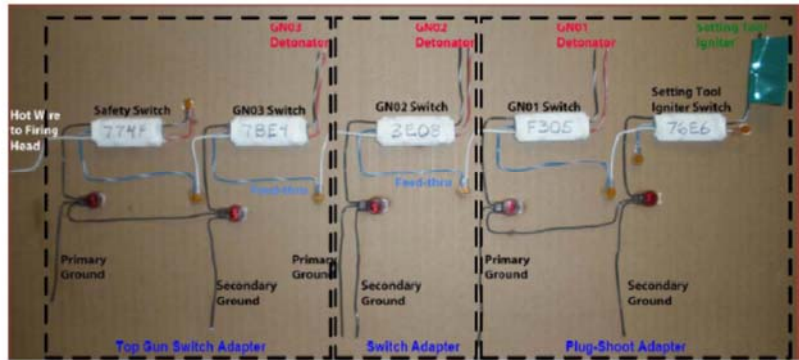 GN03
Detonator
GN02
Detonator
GN01
Detonator
Setting Tool
Igniter
Hot Wire
to Firing
Head
Safety Switch
GN03 Switch
GN02 Switch
GN01 Switch
Setting Tool
Igniter Switch
774F
7BE4
3E08
F305
76E6
Feed-thru
Feed-thru
Primary
Ground
Secondary
Ground
Primary
Ground
Secondary
Ground
Primary
Ground
Secondary
Ground
Top Gun Switch Adapter
Switch Adapter
Plug-Shoot Adapter